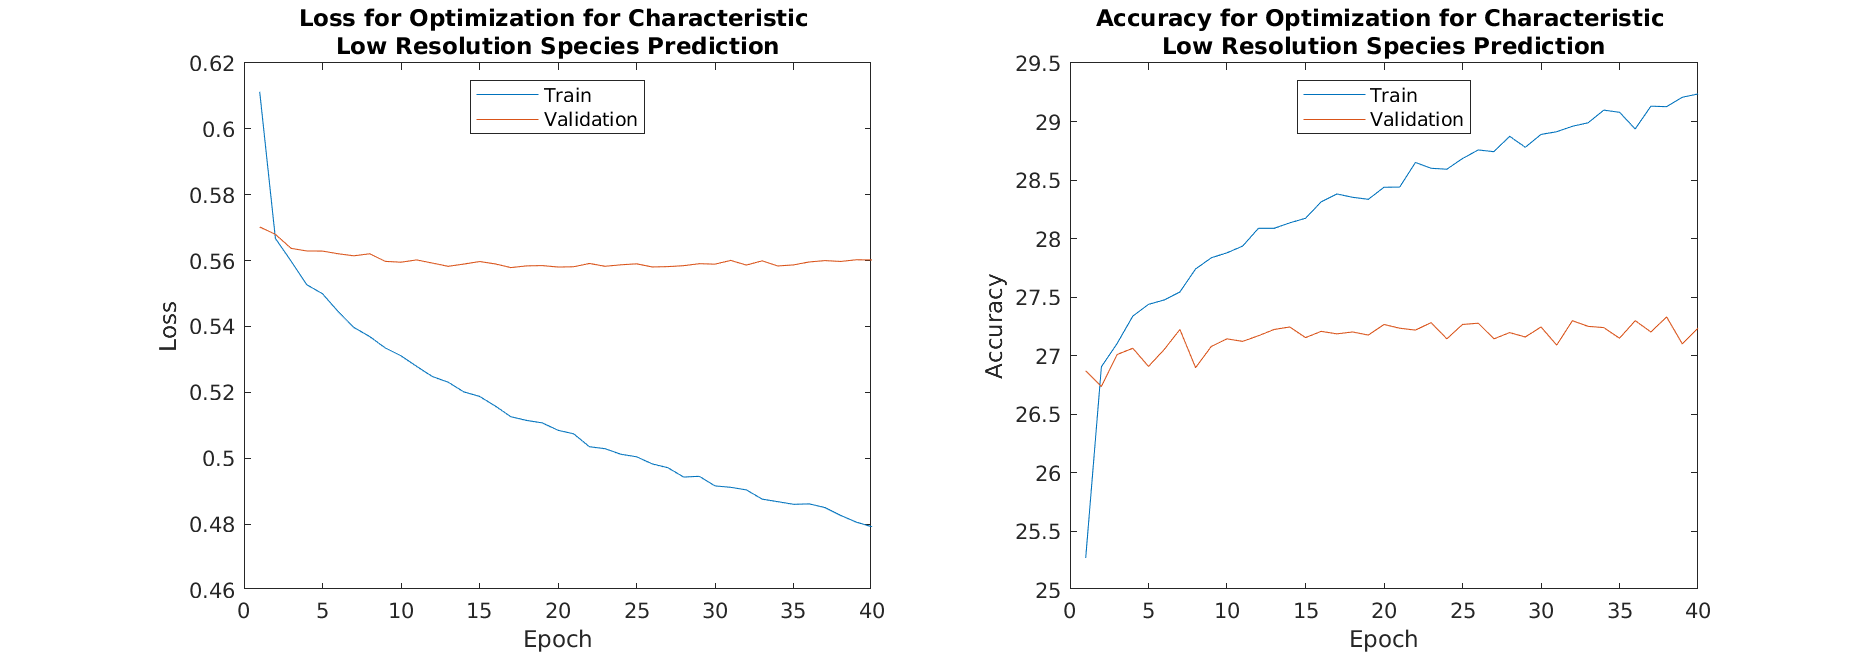 Loss for Optimization for Characteristic
Low Resolution Species Prediction
0.62
0.6
0.58
0.56
0.54
0.52
0.5
0.48
0.46
Loss
Train
Validation
0 5 10 15 20 25 30 35 40
Epoch
Accuracy for Optimization for Characteristic
Low Resolution Species Prediction
29.5
29
28.5
28
27.5
27
26.5
26
25.5
25
Accuracy
Train
Validation
0 5 10 15 20 25 30 35 40
Epoch